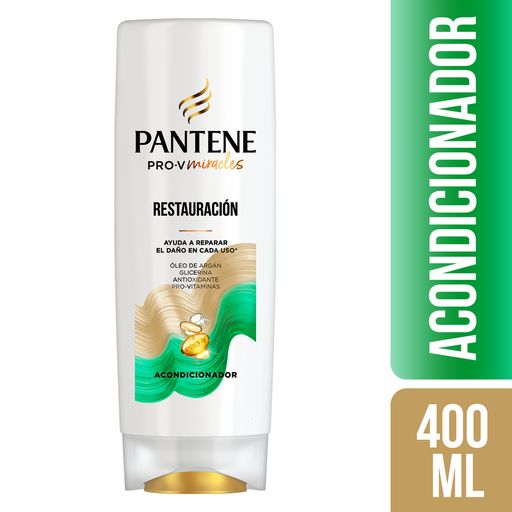 PANTENE
PRO-V miracles
RESTAURACIÓN
AYUDA A REPARAR
EL DAÑO EN CADA USO*
ÓLEO DE ARGÁN
GLICERINA
ANTIOXIDANTE
PRO-VITAMINAS
PRO-V
ACONDICIONADOR
ACONDICIONADOR
400
ML